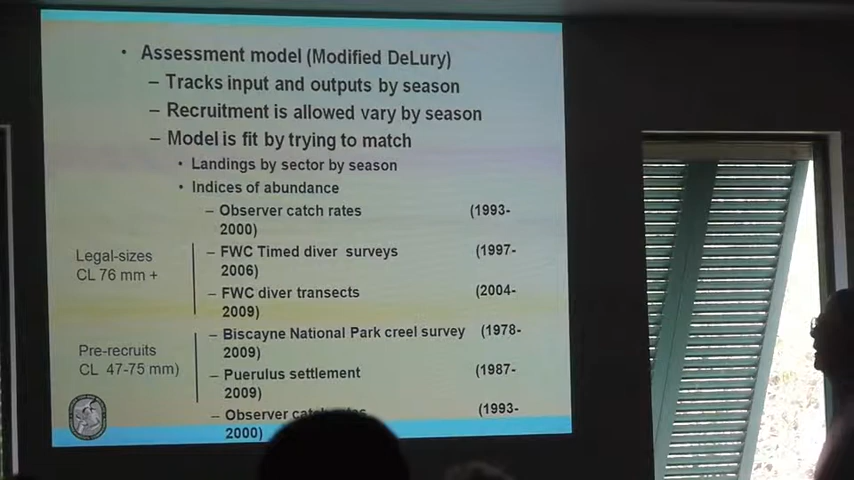 • Assessment model (Modified DeLury)
– Tracks input and outputs by season
– Recruitment is allowed vary by season
– Model is fit by trying to match
• Landings by sector by season
• Indices of abundance
– Observer catch rates (1993-
2000)
Legal-sizes
CL 76 mm +
– FWC Timed diver surveys (1997-
2006)
– FWC diver transects (2004-
2009)
Pre-recruits
CL 47-75 mm)
– Biscayne National Park creel survey (1978-
2009)
– Puerulus settlement (1987-
2009)
– Observer catch rates (1993-
2000)